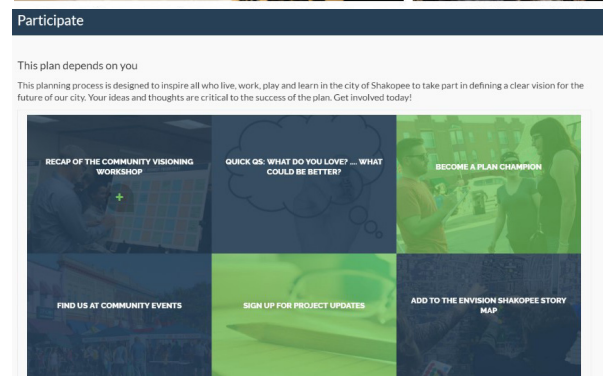 Participate
This plan depends on you
This planning process is designed to inspire all who live, work, play and learn in the city of Shakopee to take part in defining a clear vision for the
future of our city. Your ideas and thoughts are critical to the success of the plan. Get involved today!
RECAP OF THE COMMUNITY VISIONING
WORKSHOP
+
QUICK QS: WHAT DO YOU LOVE? .... WHAT
COULD BE BETTER?
BECOME A PLAN CHAMPION
FIND US AT COMMUNITY EVENTS
SIGN UP FOR PROJECT UPDATES
ADD TO THE ENVISION SHAKOPEE STORY
MAP